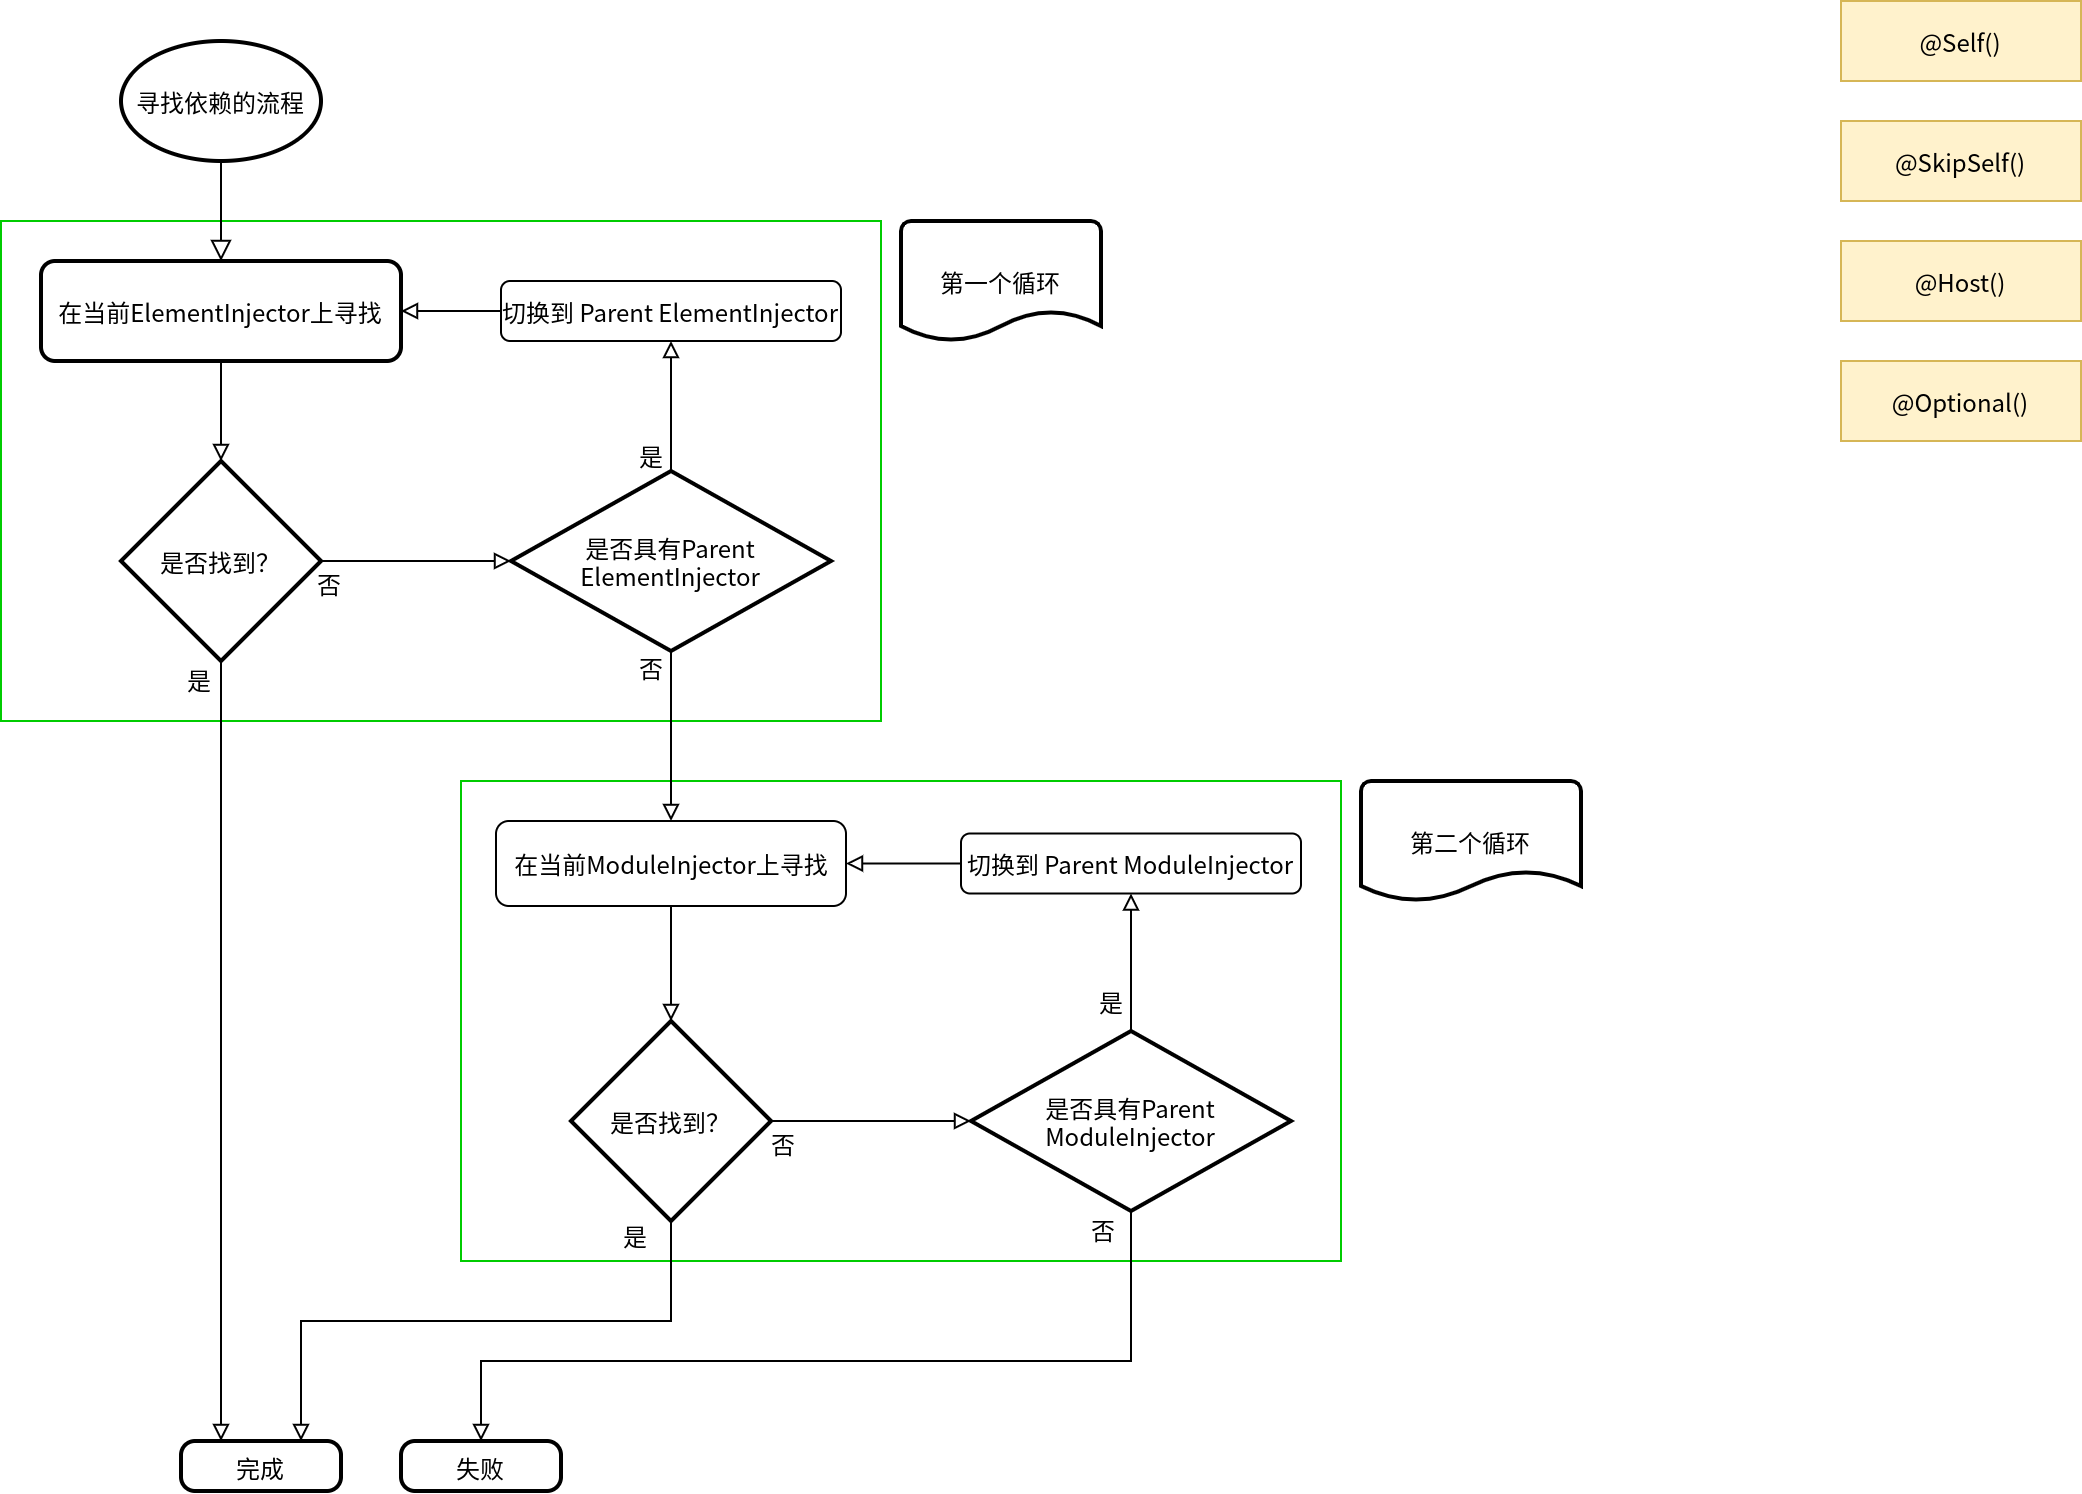 寻找依赖的流程
在当前ElementInjector上寻找
切换到 Parent ElementInjector
第一个循环
是
是否找到?
否
是否具有Parent
ElementInjector
是
否
在当前ModuleInjector上寻找
切换到 Parent ModuleInjector
第二个循环
是
是否找到?
否
是否具有Parent
ModuleInjector
是
否
完成
失败
@Self()
@SkipSelf()
@Host()
@Optional()